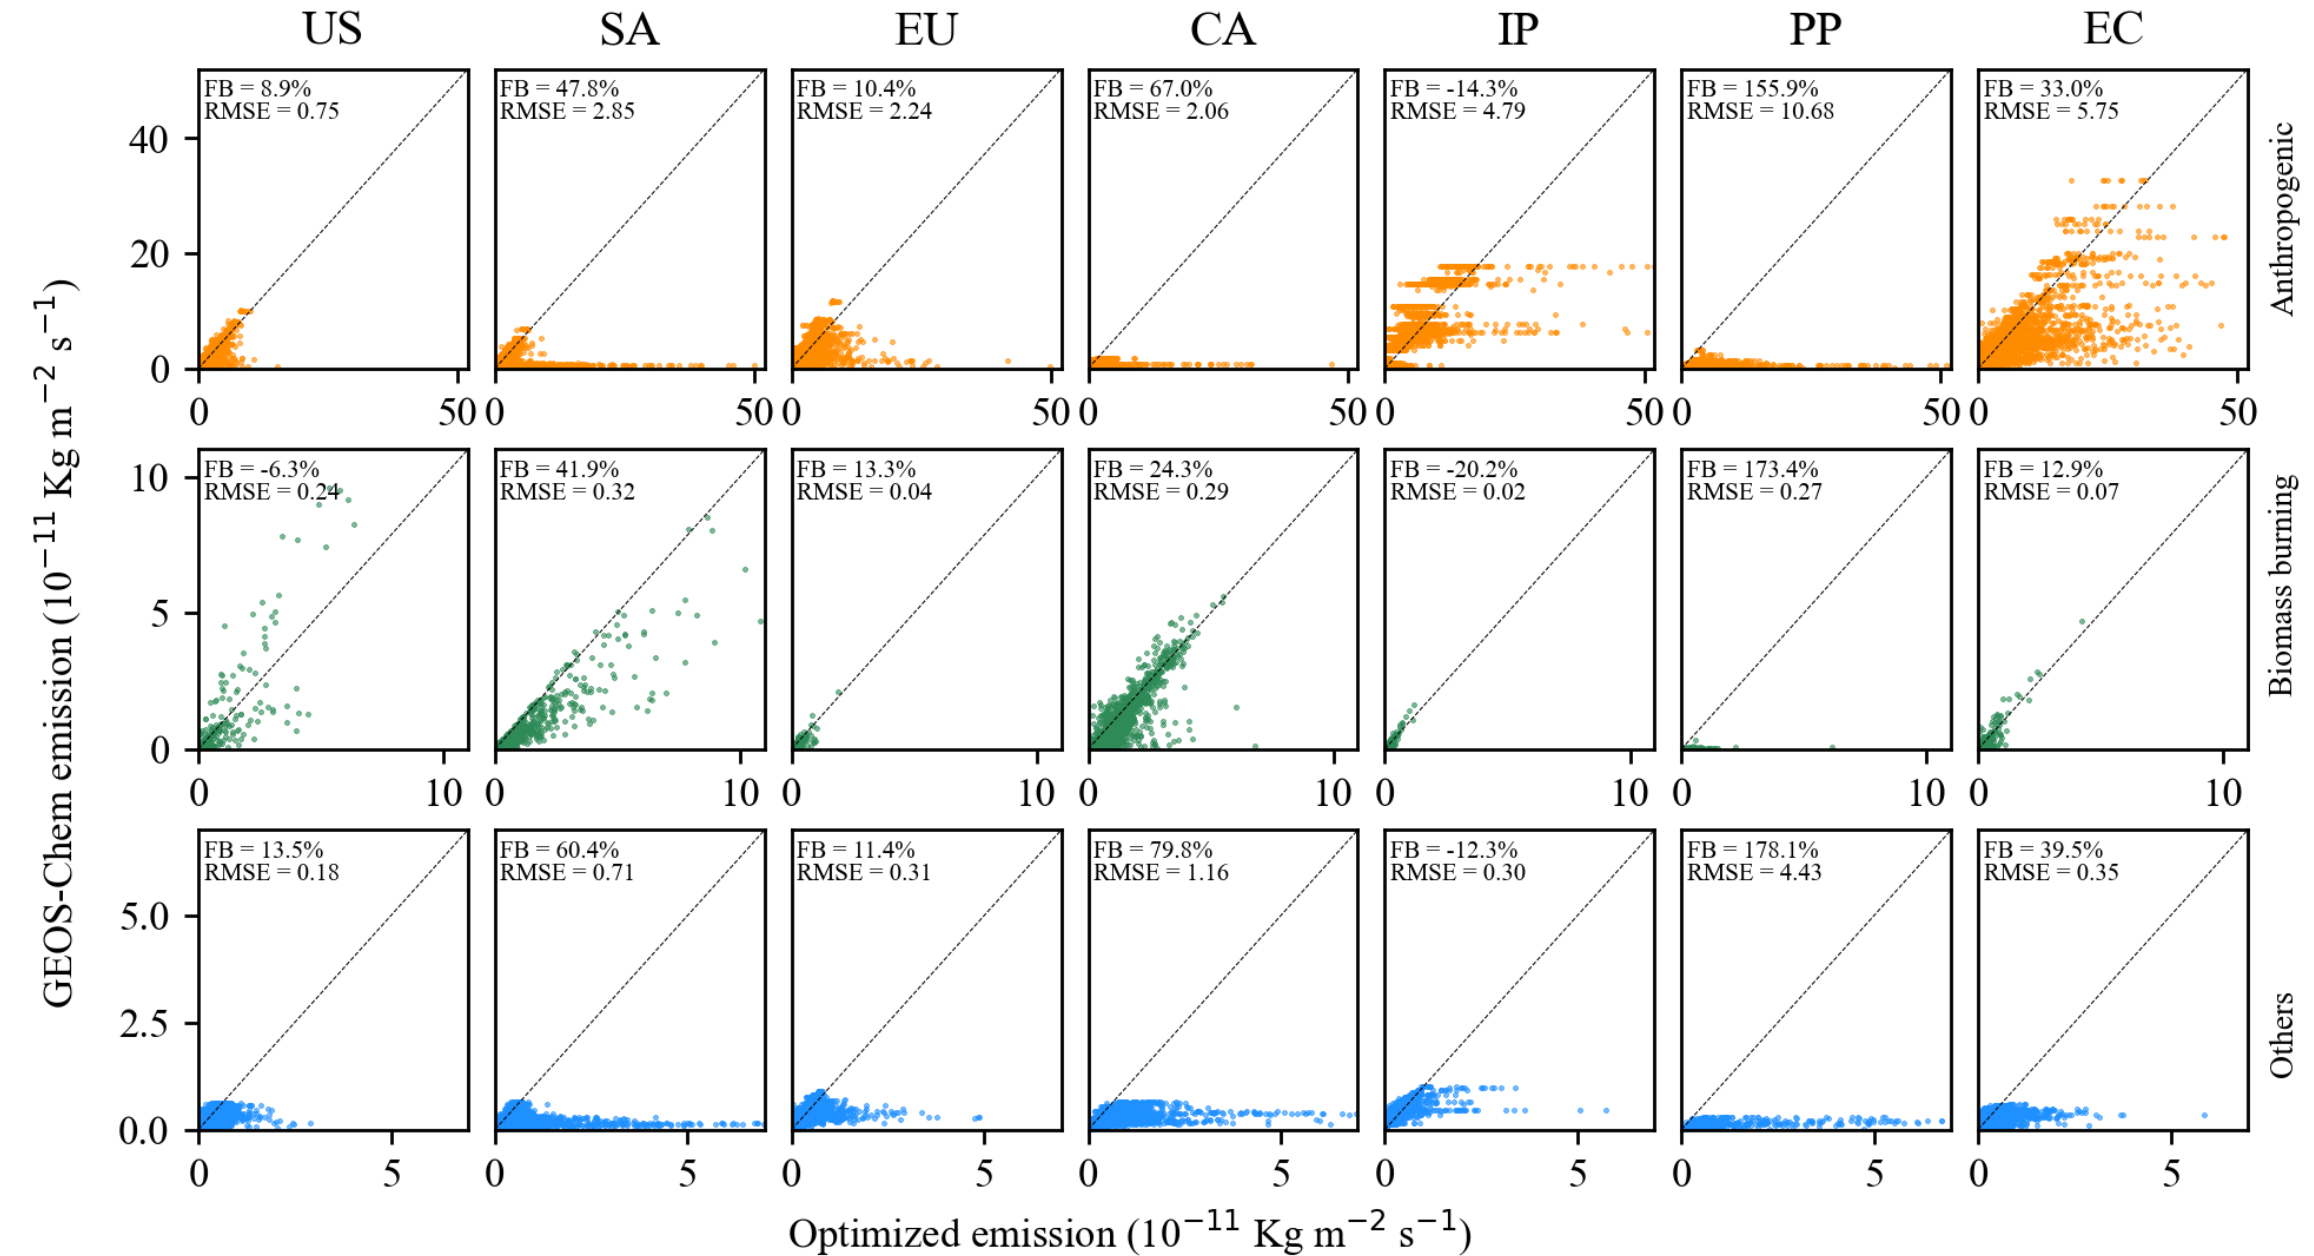 US SA EU CA IP PP EC
FB = 8.9% FB = 47.8% FB = 10.4% FB = 67.0% FB = -14.3% FB = 155.9% FB = 33.0%
RMSE = 0.75 RMSE = 2.85 RMSE = 2.24 RMSE = 2.06 RMSE = 4.79 RMSE = 10.68 RMSE = 5.75
40
20
0
0 50 0 50 0 50 0 50 0 50 0 50 0 50
Anthropogenic
FB = -6.3% FB = 41.9% FB = 13.3% FB = 24.3% FB = -20.2% FB = 173.4% FB = 12.9%
RMSE = 0.24 RMSE = 0.32 RMSE = 0.04 RMSE = 0.29 RMSE = 0.02 RMSE = 0.27 RMSE = 0.07
10
5
0
0 10 0 10 0 10 0 10 0 10 0 10 0 10
Biomass burning
FB = 13.5% FB = 60.4% FB = 11.4% FB = 79.8% FB = -12.3% FB = 178.1% FB = 39.5%
RMSE = 0.18 RMSE = 0.71 RMSE = 0.31 RMSE = 1.16 RMSE = 0.30 RMSE = 4.43 RMSE = 0.35
5.0
2.5
0.0
0 5 0 5 0 5 0 5 0 5 0 5 0 5
Others
GEOS-Chem emission (10⁻¹¹ Kg m⁻² s⁻¹)
Optimized emission (10⁻¹¹ Kg m⁻² s⁻¹)